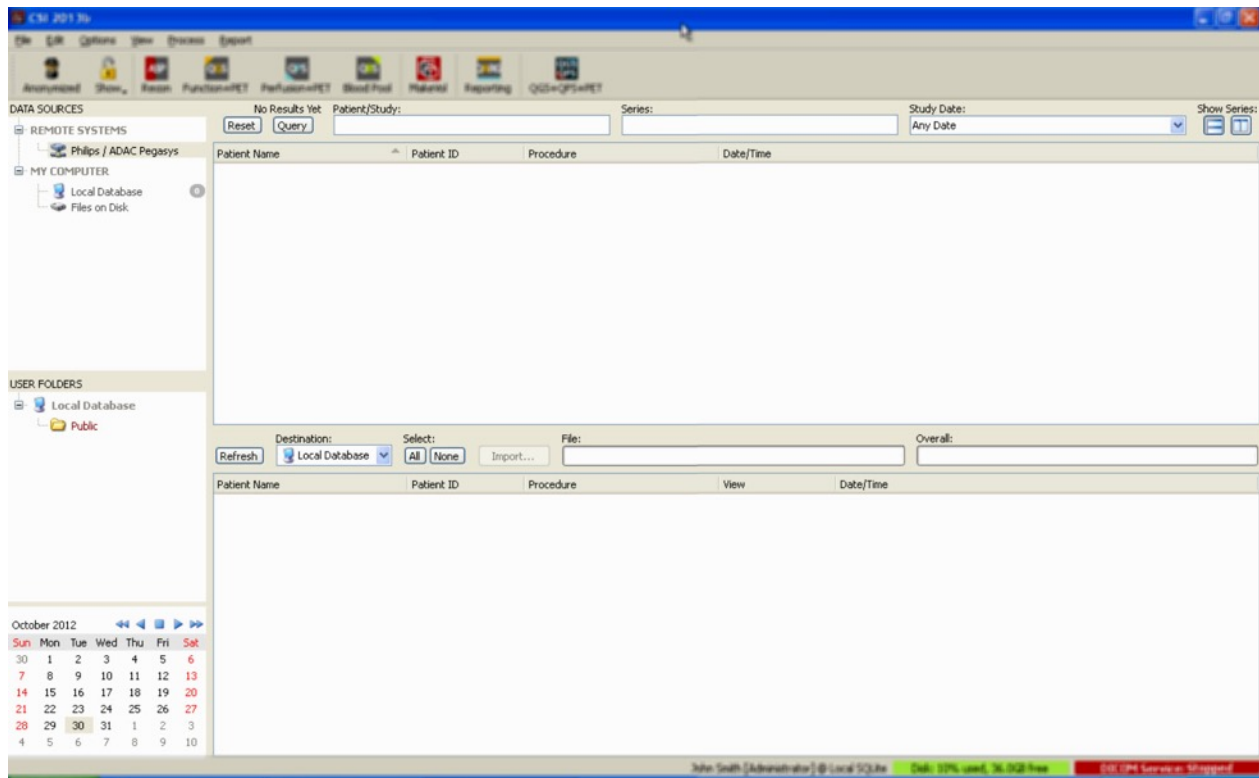 CSI 2013b
File Edit Options View Process Export
Anonymized Show... Recon Function+PET Perfusion+PET Blood Pool Reporting QGS+QPS+PET
DATA SOURCES
REMOTE SYSTEMS
Philips / ADAC Pegasys
MY COMPUTER
Local Database 0
Files on Disk
No Results Yet Patient/Study: Series: Study Date: Show Series:
Reset Query Any Date
Patient Name Patient ID Procedure Date/Time
USER FOLDERS
Local Database
Public
Destination: Select: File: Overall:
Refresh Local Database All None Import...
Patient Name Patient ID Procedure View Date/Time
October 2012
Sun Mon Tue Wed Thu Fri Sat
30 1 2 3 4 5 6
7 8 9 10 11 12 13
14 15 16 17 18 19 20
21 22 23 24 25 26 27
28 29 30 31 1 2 3
4 5 6 7 8 9 10
John Smith [Administrator] @ Local SQLite Disk: 10% used, 36.0GB free DICOM Service: Stopped